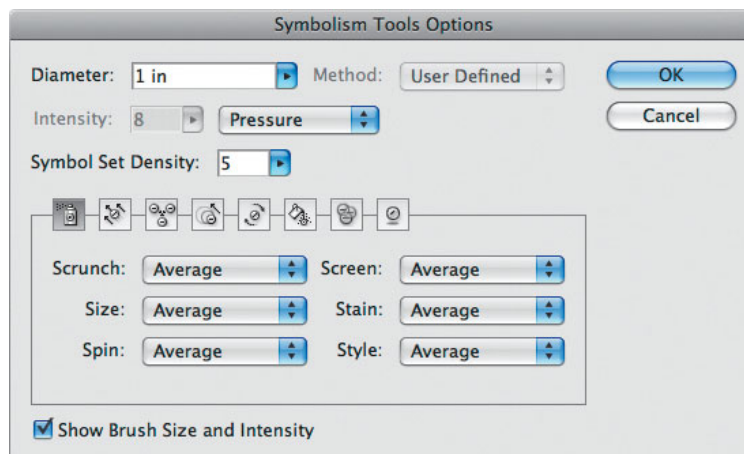 Symbolism Tools Options
Diameter: 1 in Method: User Defined OK
Intensity: 8 Pressure Cancel
Symbol Set Density: 5
Scrunch: Average Screen: Average
Size: Average Stain: Average
Spin: Average Style: Average
Show Brush Size and Intensity